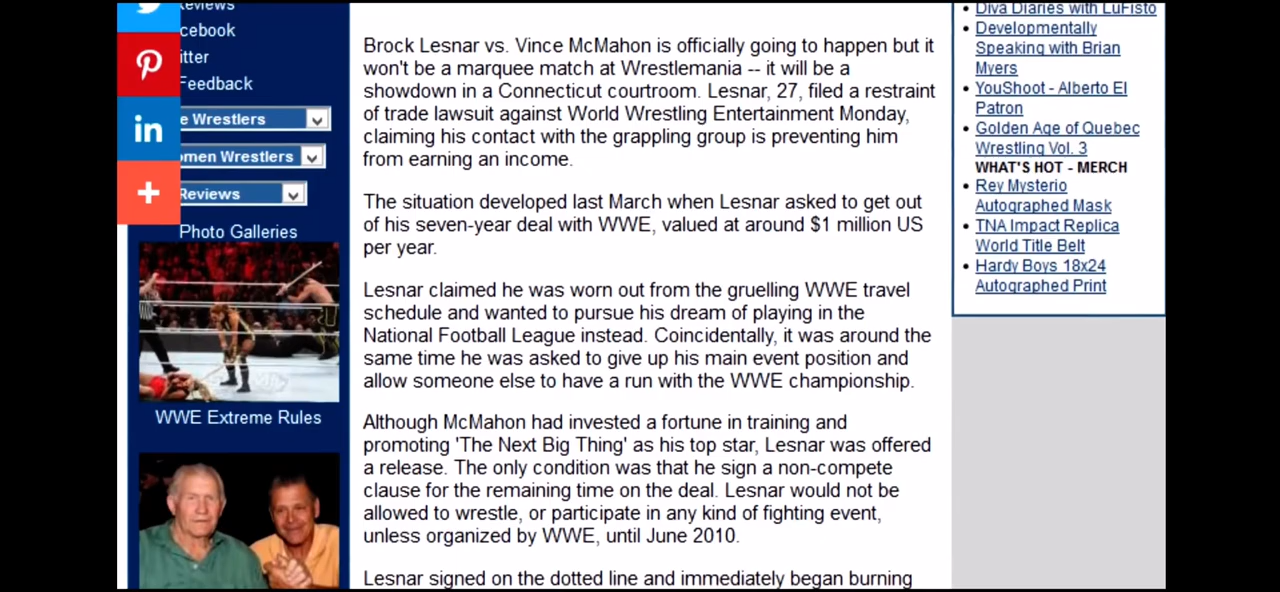 cebook
itter
Feedback
e Wrestlers
omen Wrestlers
Reviews
Photo Galleries
WWE Extreme Rules
Brock Lesnar vs. Vince McMahon is officially going to happen but it
won't be a marquee match at Wrestlemania -- it will be a
showdown in a Connecticut courtroom. Lesnar, 27, filed a restraint
of trade lawsuit against World Wrestling Entertainment Monday,
claiming his contact with the grappling group is preventing him
from earning an income.
The situation developed last March when Lesnar asked to get out
of his seven-year deal with WWE, valued at around $1 million US
per year.
Lesnar claimed he was worn out from the gruelling WWE travel
schedule and wanted to pursue his dream of playing in the
National Football League instead. Coincidentally, it was around the
same time he was asked to give up his main event position and
allow someone else to have a run with the WWE championship.
Although McMahon had invested a fortune in training and
promoting 'The Next Big Thing' as his top star, Lesnar was offered
a release. The only condition was that he sign a non-compete
clause for the remaining time on the deal. Lesnar would not be
allowed to wrestle, or participate in any kind of fighting event,
unless organized by WWE, until June 2010.
Lesnar signed on the dotted line and immediately began burning
Diva Diaries with LuFisto
Developmentally
Speaking with Brian
Myers
YouShoot - Alberto El
Patron
Golden Age of Quebec
Wrestling Vol. 3
WHAT'S HOT - MERCH
Rey Mysterio
Autographed Mask
TNA Impact Replica
World Title Belt
Hardy Boys 18x24
Autographed Print